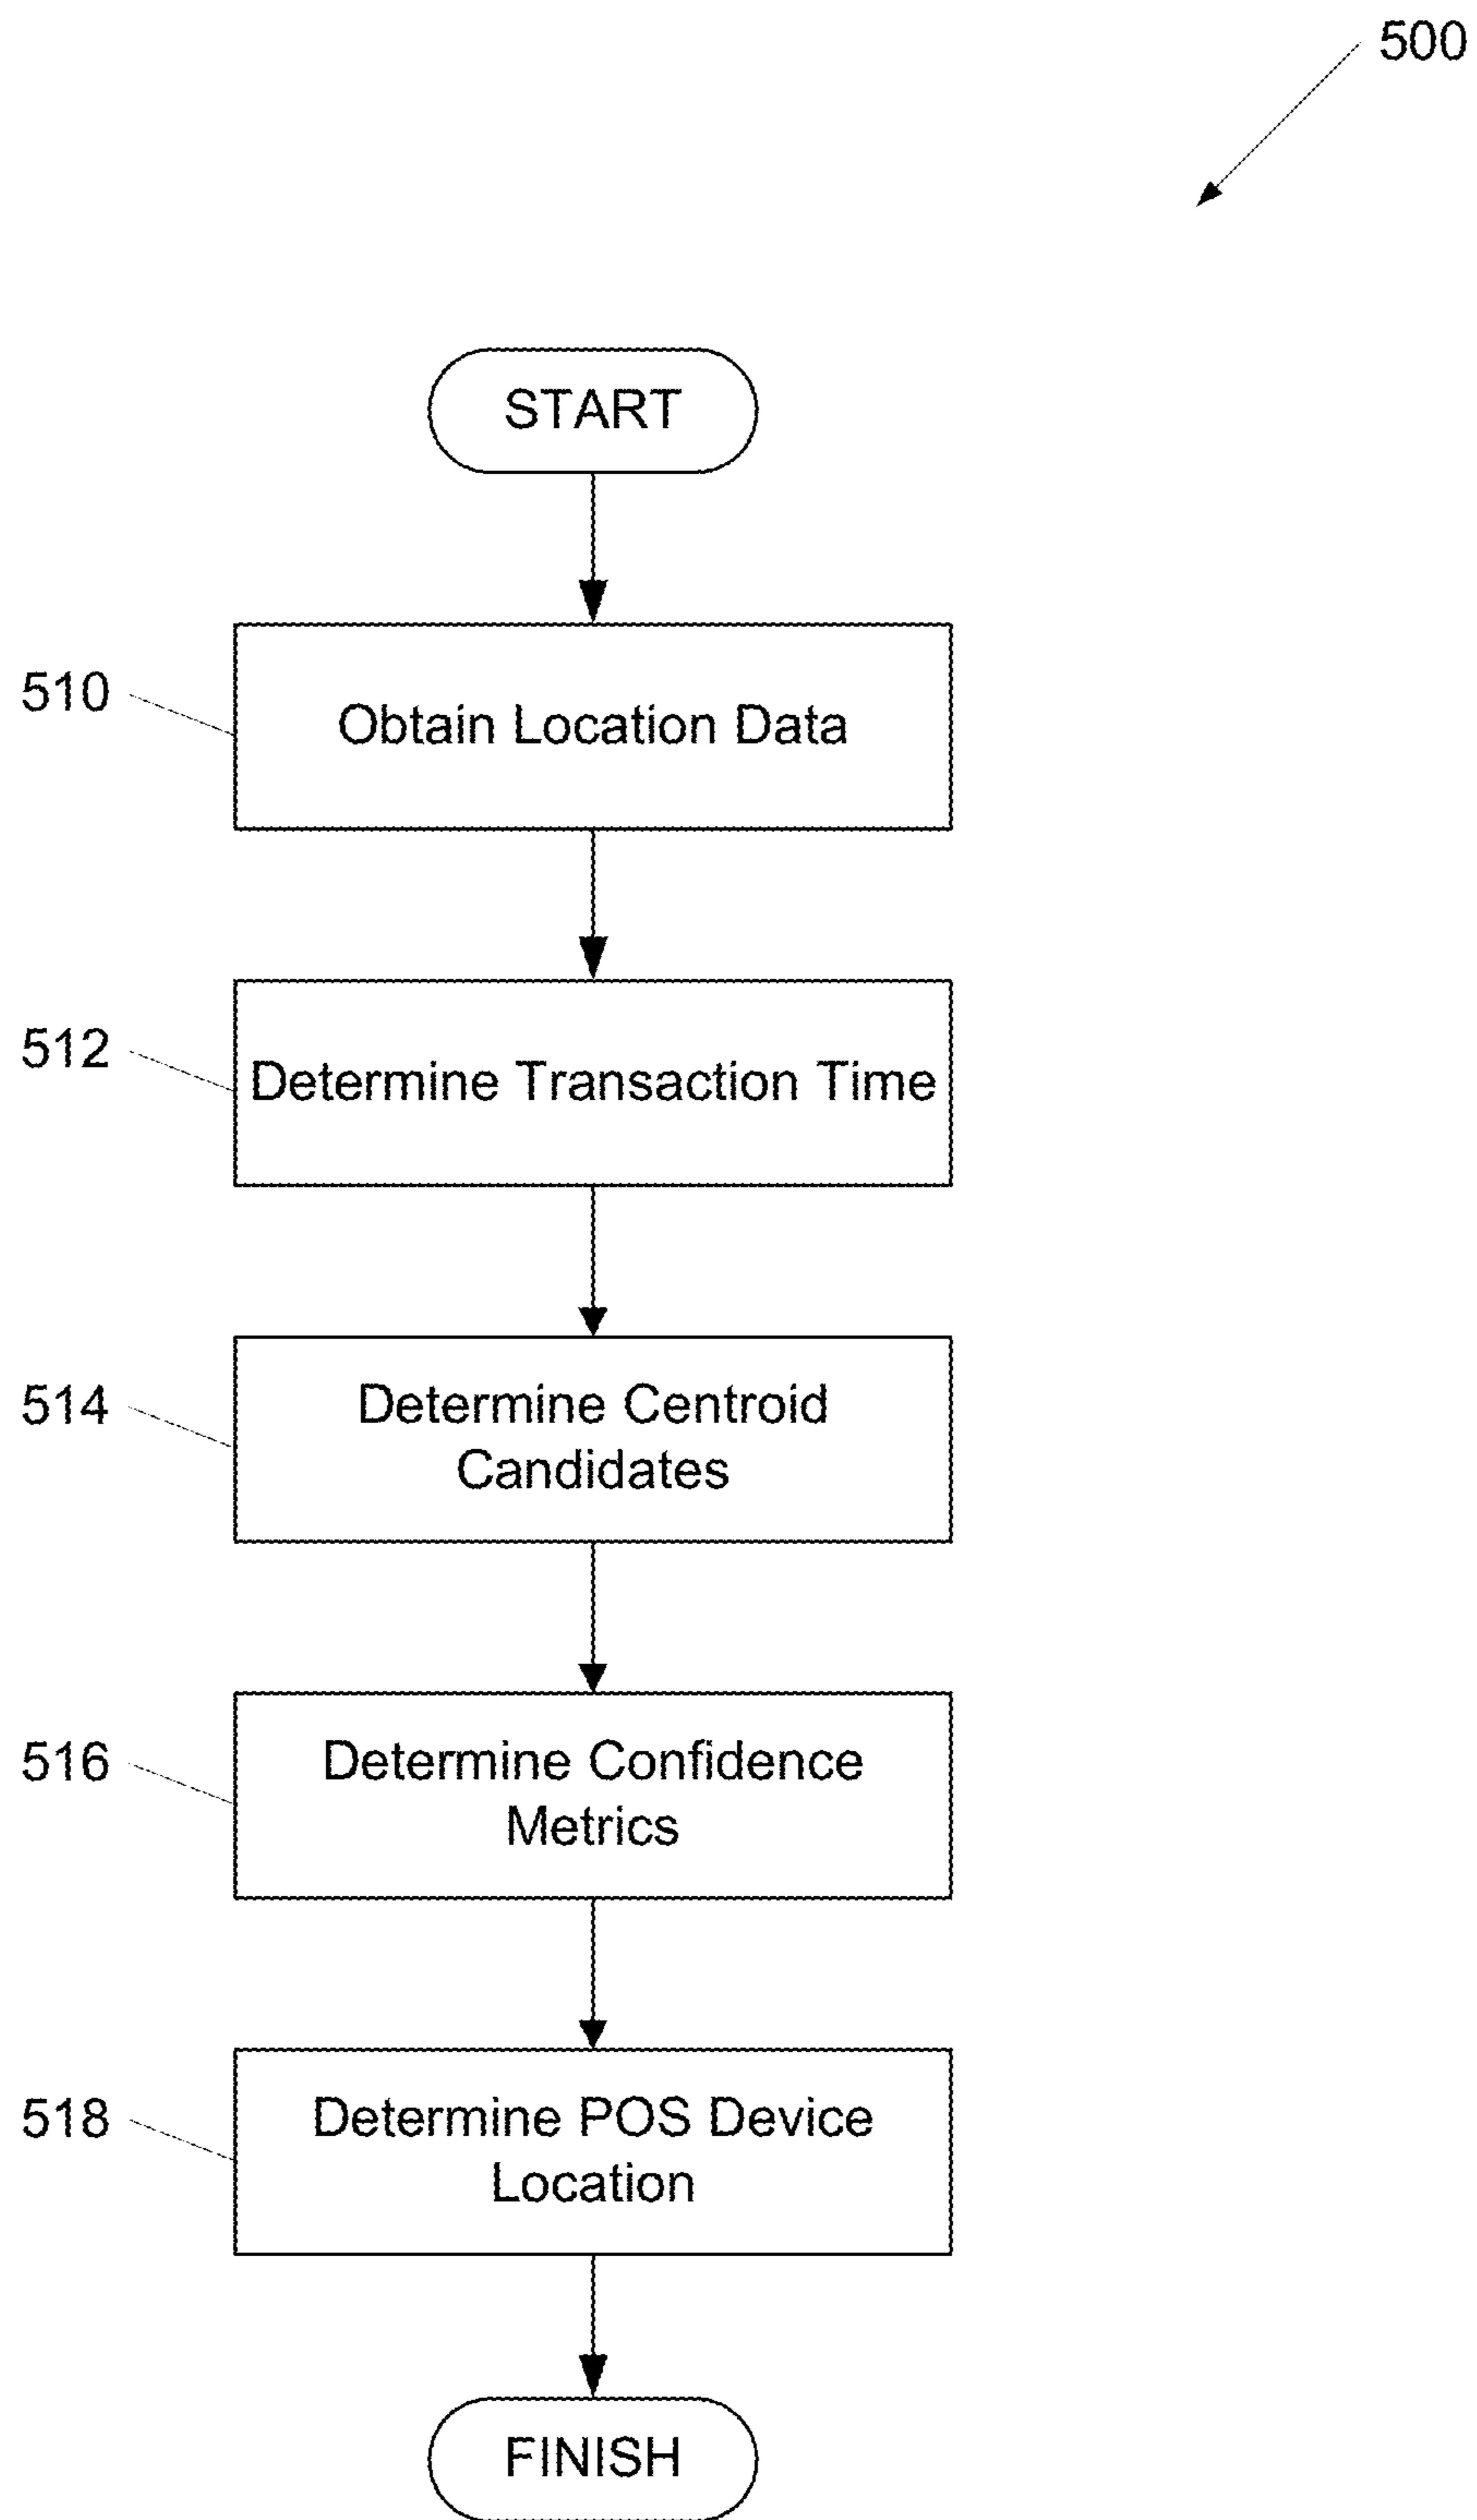 500
START
510
Obtain Location Data
512
Determine Transaction Time
514
Determine Centroid
Candidates
516
Determine Confidence
Metrics
518
Determine POS Device
Location
FINISH